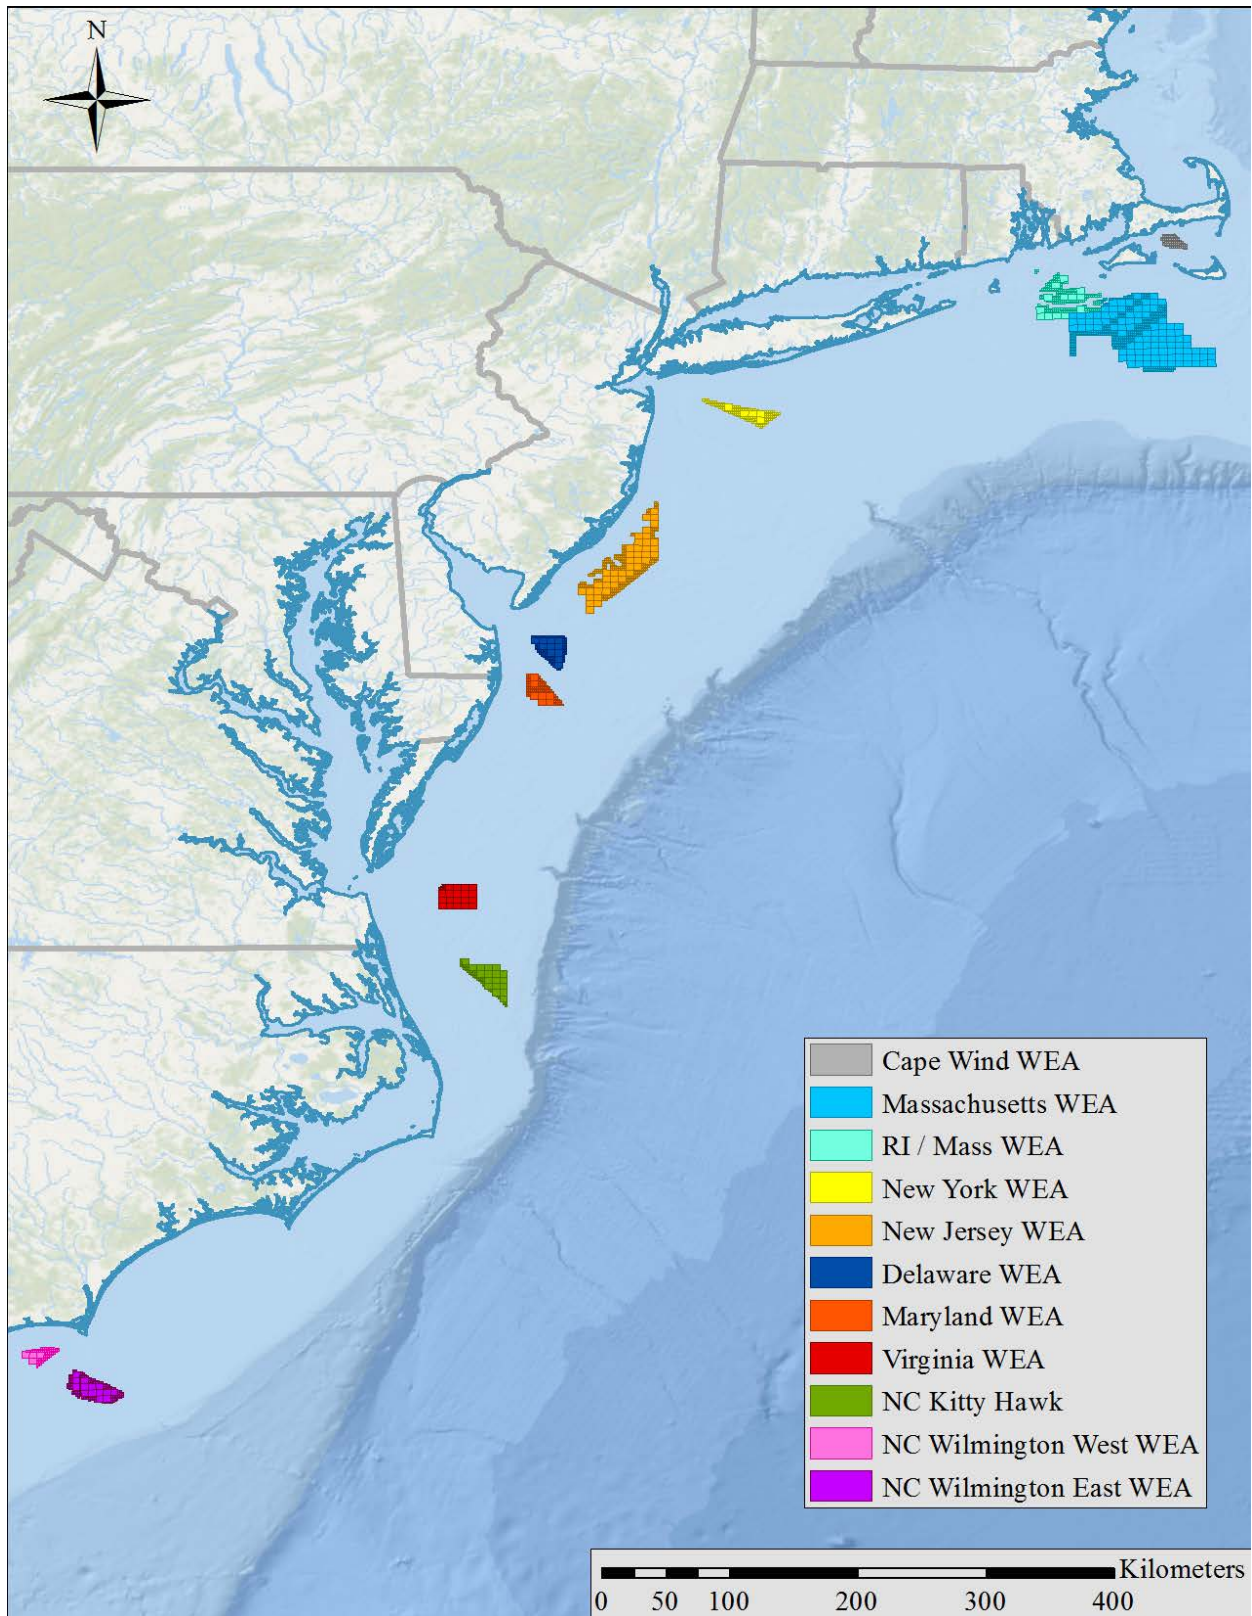 N
Cape Wind WEA
Massachusetts WEA
RI / Mass WEA
New York WEA
New Jersey WEA
Delaware WEA
Maryland WEA
Virginia WEA
NC Kitty Hawk
NC Wilmington West WEA
NC Wilmington East WEA
Kilometers
0 50 100 200 300 400